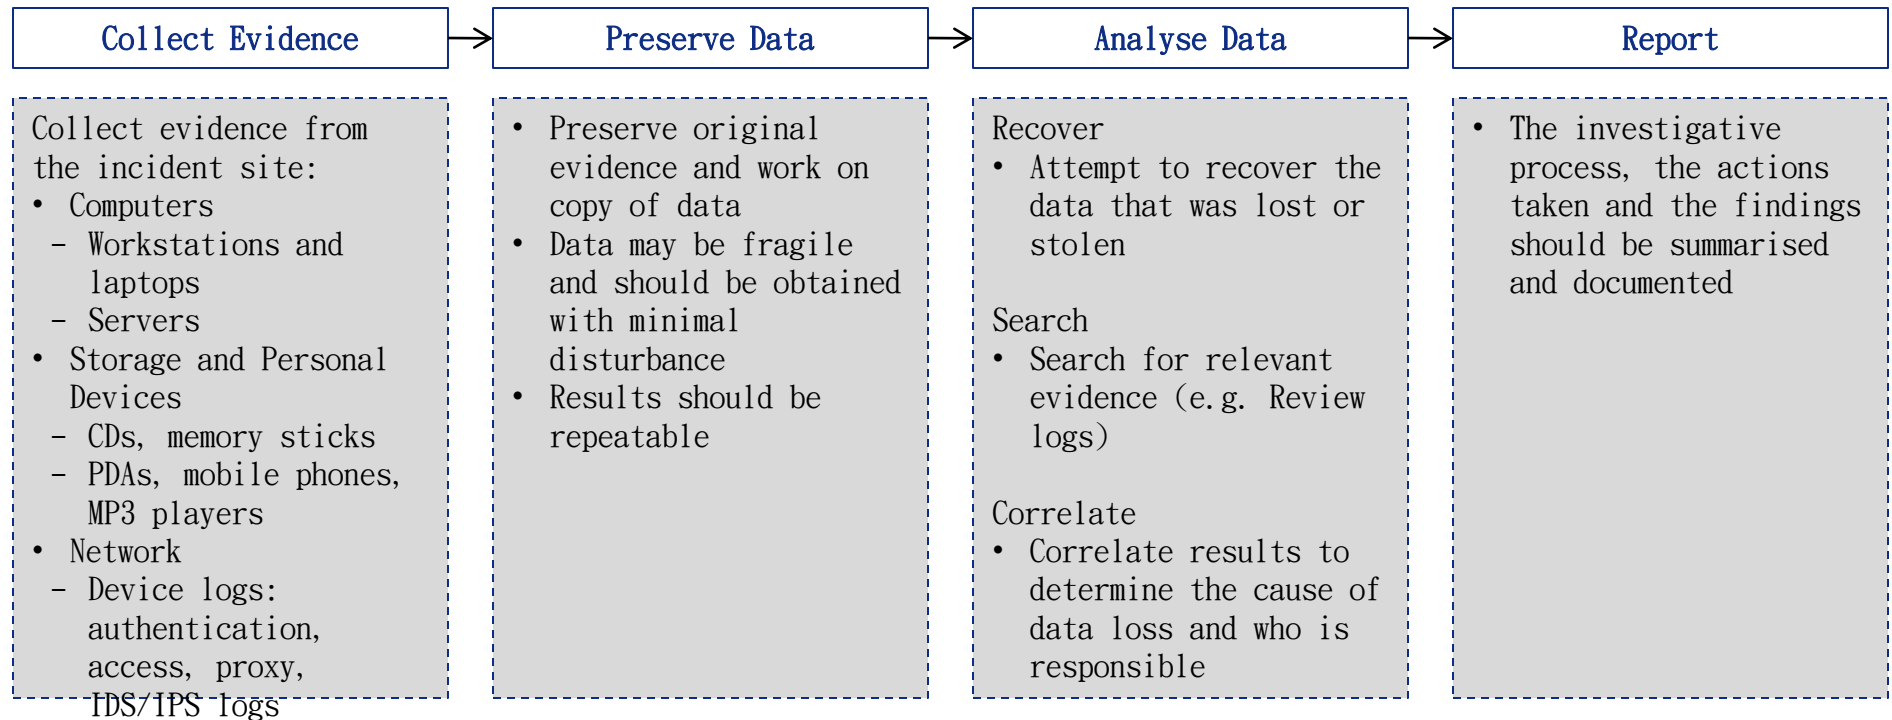 Collect Evidence
Preserve Data
Analyse Data
Report
Collect evidence from
the incident site:
• Computers
– Workstations and
laptops
– Servers
• Storage and Personal
Devices
– CDs, memory sticks
– PDAs, mobile phones,
MP3 players
• Network
– Device logs:
authentication,
access, proxy,
IDS/IPS logs
• Preserve original
evidence and work on
copy of data
• Data may be fragile
and should be obtained
with minimal
disturbance
• Results should be
repeatable
Recover
• Attempt to recover the
data that was lost or
stolen
Search
• Search for relevant
evidence (e.g. Review
logs)
Correlate
• Correlate results to
determine the cause of
data loss and who is
responsible
• The investigative
process, the actions
taken and the findings
should be summarised
and documented